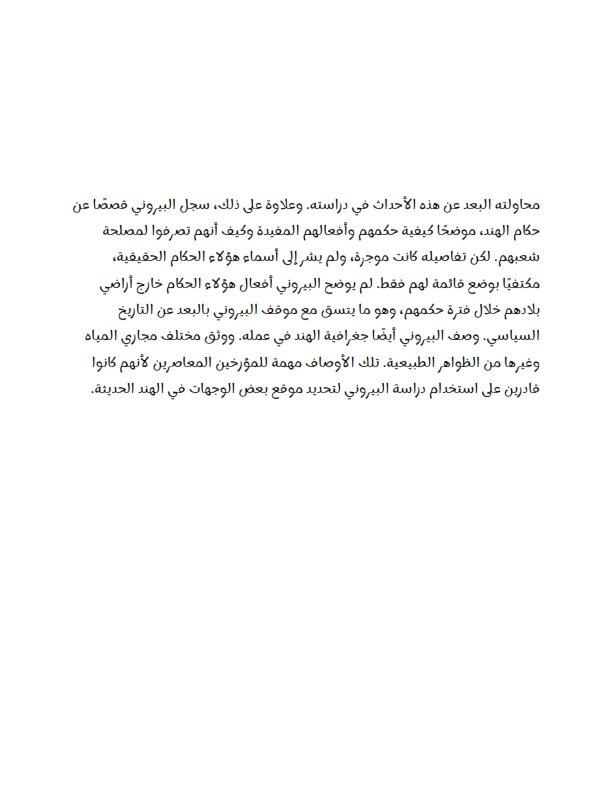 محاولته البعد عن هذه الأحداث في دراسته. وعلاوة على ذلك، سجل البيروني قصصًا عن
حكام الهند، موضحًا كيفية حكمهم وأفعالهم المفيدة وكيف أنهم تصرفوا لمصلحة
شعبهم. لكن تفاصيله كانت موجزة، ولم يشر إلى أسماء هؤلاء الحكام الحقيقية،
مكتفيًا بوضع قائمة لهم فقط. لم يوضح البيروني أفعال هؤلاء الحكام خارج أراضي
بلادهم خلال فترة حكمهم، وهو ما يتسق مع موقف البيروني بالبعد عن التاريخ
السياسي. وصف البيروني أيضًا جغرافية الهند في عمله. ووثق مختلف مجاري المياه
وغيرها من الظواهر الطبيعية. تلك الأوصاف مهمة للمؤرخين المعاصرين لأنهم كانوا
قادرين على استخدام دراسة البيروني لتحديد موقع بعض الوجهات في الهند الحديثة.